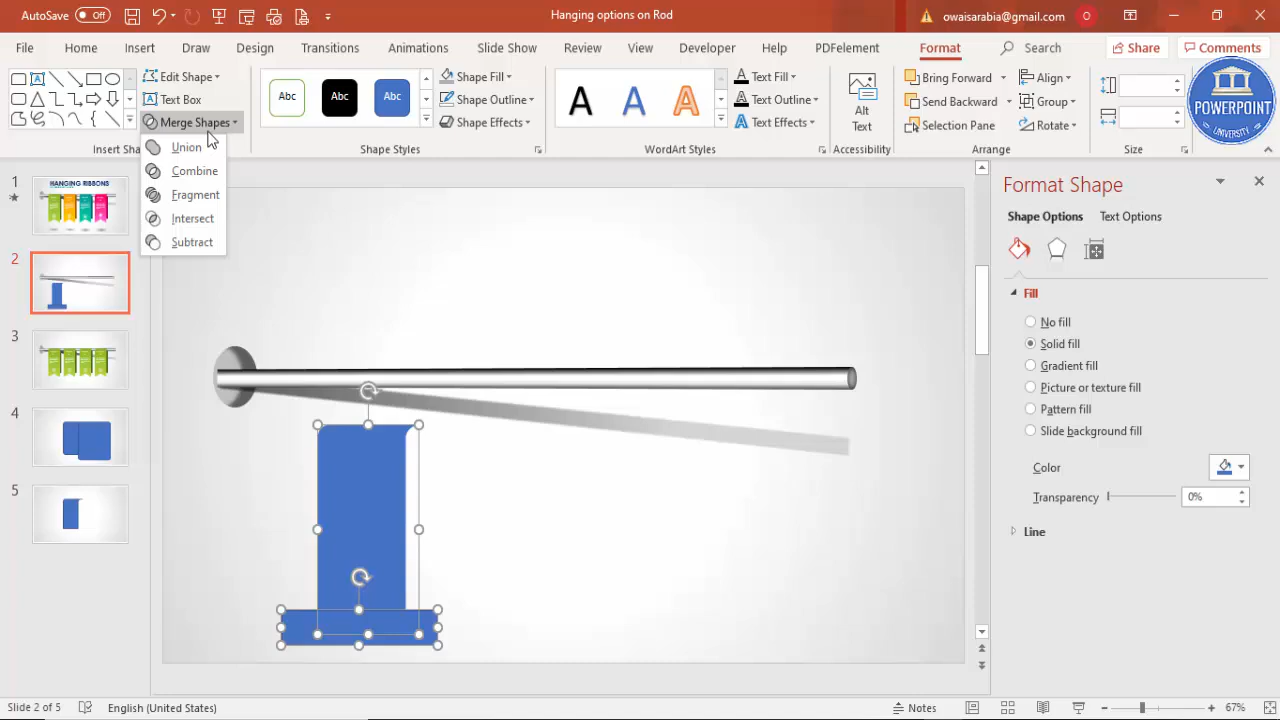 AutoSave Off
Hanging options on Rod
owaisarabia@gmail.com
O
File Home Insert Draw Design Transitions Animations Slide Show Review View Developer Help PDFelement Format Search Share Comments
Edit Shape
Text Box
Merge Shapes
Insert Sha
Union
Combine
Fragment
Intersect
Subtract
Abc Abc Abc
Shape Fill
Shape Outline
Shape Effects
Shape Styles
A A A
Text Fill
Text Outline
Text Effects
WordArt Styles
Alt
Text
Accessibility
Bring Forward
Send Backward
Selection Pane
Align
Group
Rotate
Arrange
Size
POWERPOINT
UNIVERSITY
1
HANGING RIBBONS
2
3
4
5
Format Shape
Shape Options Text Options
Fill
No fill
Solid fill
Gradient fill
Picture or texture fill
Pattern fill
Slide background fill
Color
Transparency 0%
Line
Slide 2 of 5 English (United States) Notes 67%